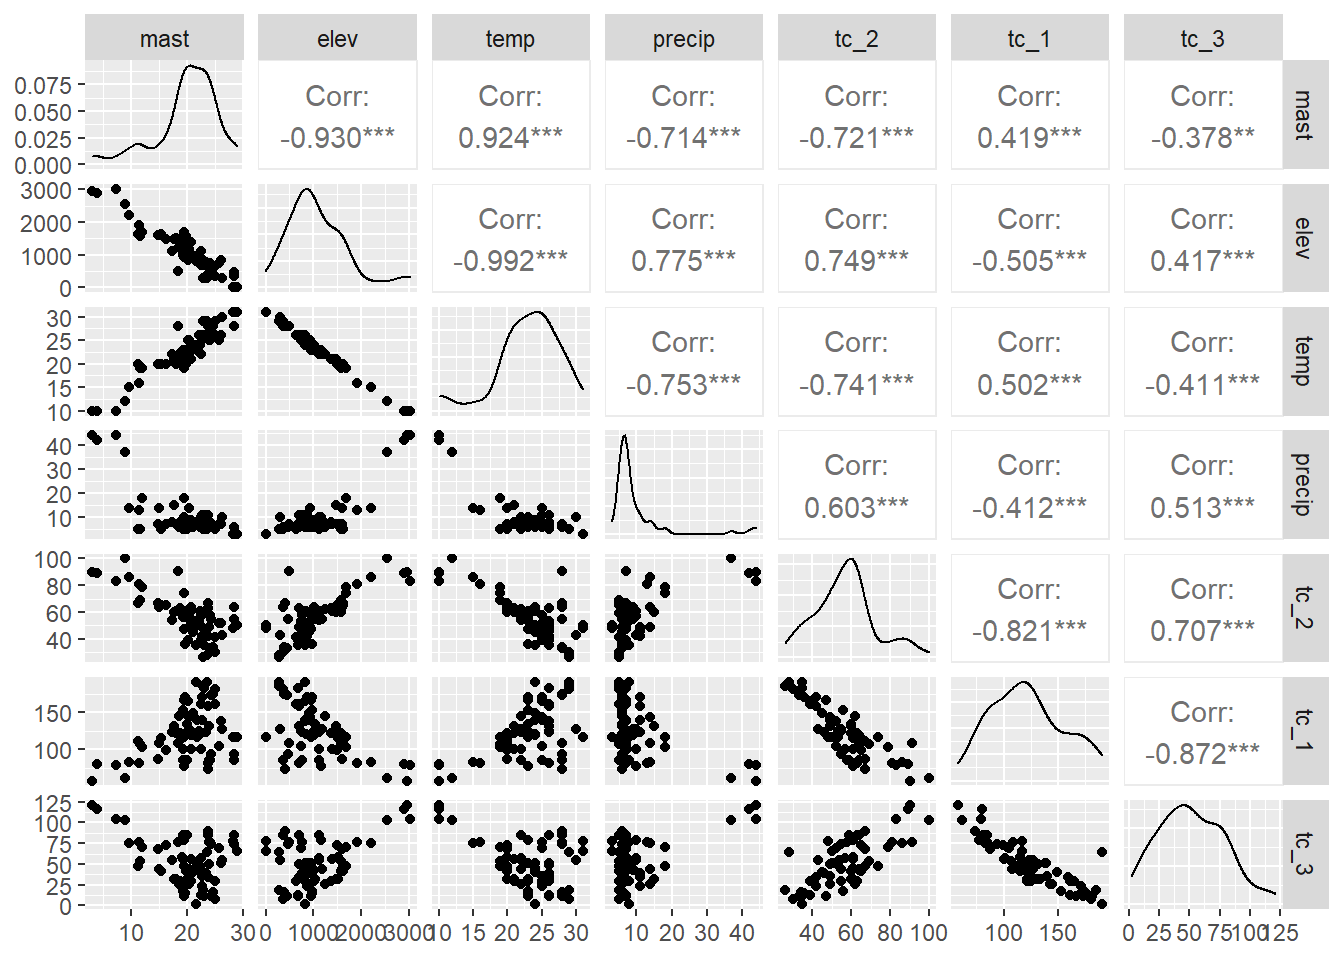 mast elev temp precip tc_2 tc_1 tc_3
0.075
0.050
0.025
0.000
Corr:
-0.930***
Corr:
0.924***
Corr:
-0.714***
Corr:
-0.721***
Corr:
0.419***
Corr:
-0.378**
mast
3000
2000
1000
0
Corr:
-0.992***
Corr:
0.775***
Corr:
0.749***
Corr:
-0.505***
Corr:
0.417***
elev
30
25
20
15
10
Corr:
-0.753***
Corr:
-0.741***
Corr:
0.502***
Corr:
-0.411***
temp
40
30
20
10
Corr:
0.603***
Corr:
-0.412***
Corr:
0.513***
precip
100
80
60
40
Corr:
-0.821***
Corr:
0.707***
tc_2
150
100
Corr:
-0.872***
tc_1
125
100
75
50
25
0
tc_3
10 20 30 0 1000 2000 3000 10 15 20 25 30 10 20 30 40 40 60 80 100 100 150 0 25 50 75 100 125